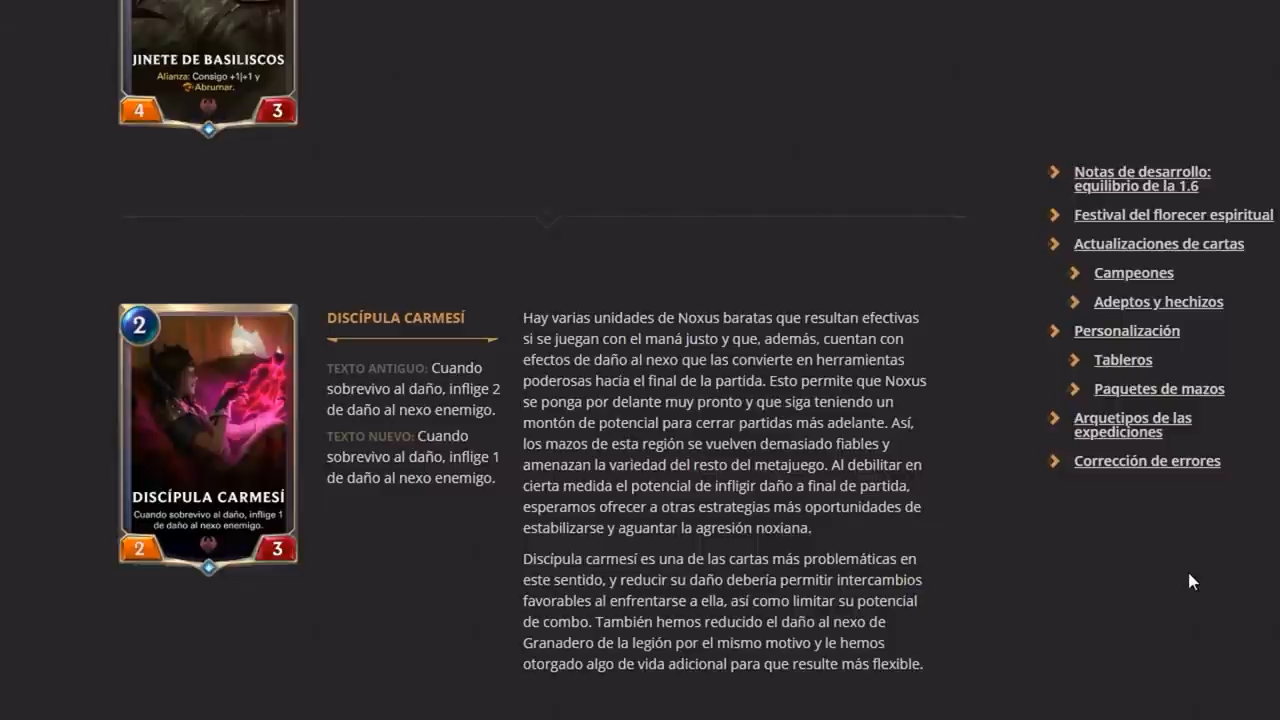 JINETE DE BASILISCOS
Alianza: Consigo +1|+1 y
Abrumar.
4
3
Notas de desarrollo:
equilibrio de la 1.6
Festival del florecer espiritual
Actualizaciones de cartas
Campeones
Adeptos y hechizos
Personalización
Tableros
Paquetes de mazos
Arquetipos de las
expediciones
Corrección de errores
2
DISCÍPULA CARMESÍ
Cuando sobrevivo al daño, inflige 1
de daño al nexo enemigo.
2
3
DISCÍPULA CARMESÍ
TEXTO ANTIGUO: Cuando
sobrevivo al daño, inflige 2
de daño al nexo enemigo.
TEXTO NUEVO: Cuando
sobrevivo al daño, inflige 1
de daño al nexo enemigo.
Hay varias unidades de Noxus baratas que resultan efectivas
si se juegan con el maná justo y que, además, cuentan con
efectos de daño al nexo que las convierte en herramientas
poderosas hacia el final de la partida. Esto permite que Noxus
se ponga por delante muy pronto y que siga teniendo un
montón de potencial para cerrar partidas más adelante. Así,
los mazos de esta región se vuelven demasiado fiables y
amenazan la variedad del resto del metajuego. Al debilitar en
cierta medida el potencial de infligir daño a final de partida,
esperamos ofrecer a otras estrategias más oportunidades de
estabilizarse y aguantar la agresión noxiana.
Discípula carmesí es una de las cartas más problemáticas en
este sentido, y reducir su daño debería permitir intercambios
favorables al enfrentarse a ella, así como limitar su potencial
de combo. También hemos reducido el daño al nexo de
Granadero de la legión por el mismo motivo y le hemos
otorgado algo de vida adicional para que resulte más flexible.